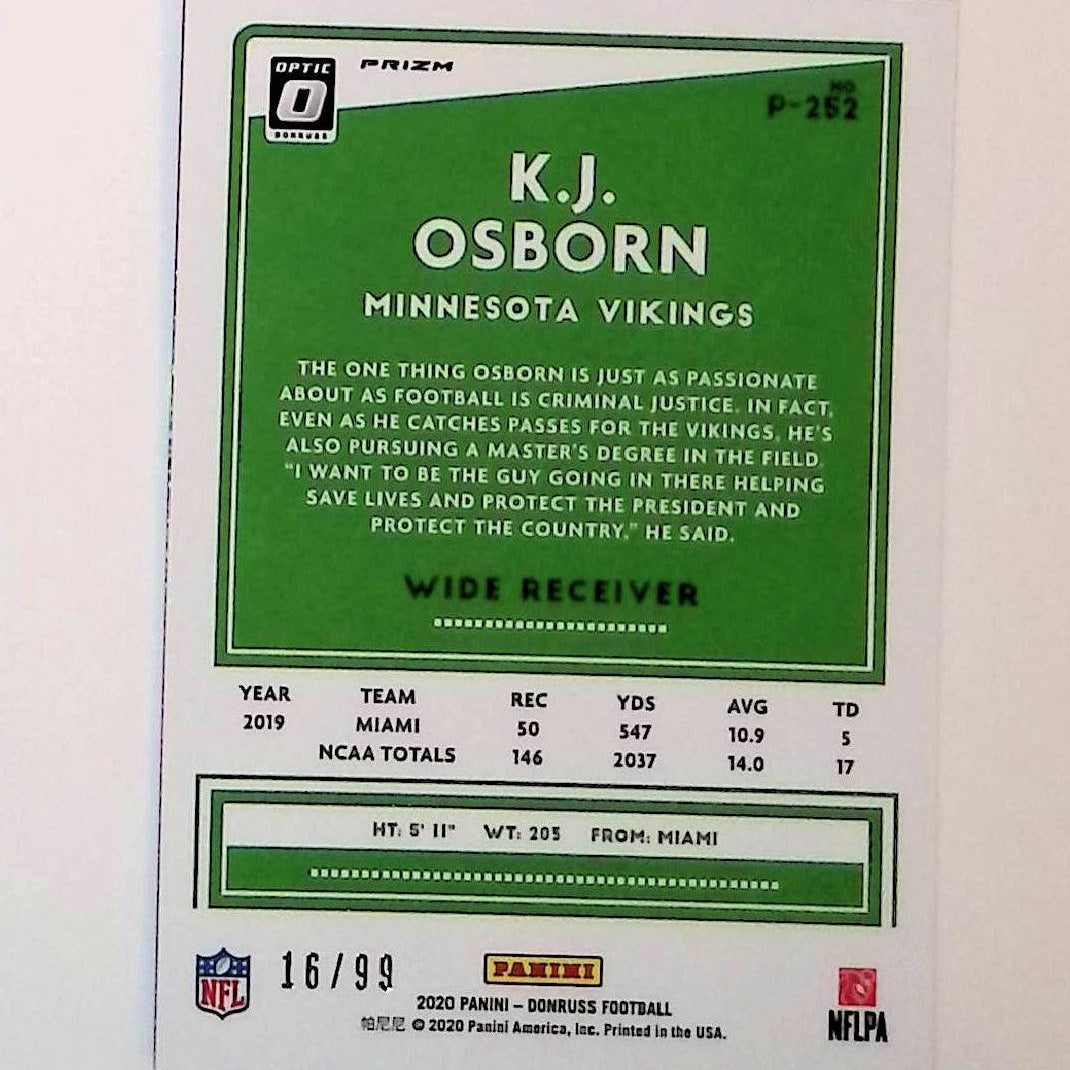 OPTIC
DONRUSS
PRIZM
NO
P-252
K.J.
OSBORN
MINNESOTA VIKINGS
THE ONE THING OSBORN IS JUST AS PASSIONATE
ABOUT AS FOOTBALL IS CRIMINAL JUSTICE. IN FACT,
EVEN AS HE CATCHES PASSES FOR THE VIKINGS, HE'S
ALSO PURSUING A MASTER'S DEGREE IN THE FIELD.
"I WANT TO BE THE GUY GOING IN THERE HELPING
SAVE LIVES AND PROTECT THE PRESIDENT AND
PROTECT THE COUNTRY," HE SAID.
WIDE RECEIVER
YEAR TEAM REC YDS AVG TD
2019 MIAMI 50 547 10.9 5
NCAA TOTALS 146 2037 14.0 17
HT: 5' 11" WT: 205 FROM: MIAMI
NFL
16/99
PANINI
2020 PANINI – DONRUSS FOOTBALL
帕尼尼 © 2020 Panini America, Inc. Printed in the USA.
NFLPA